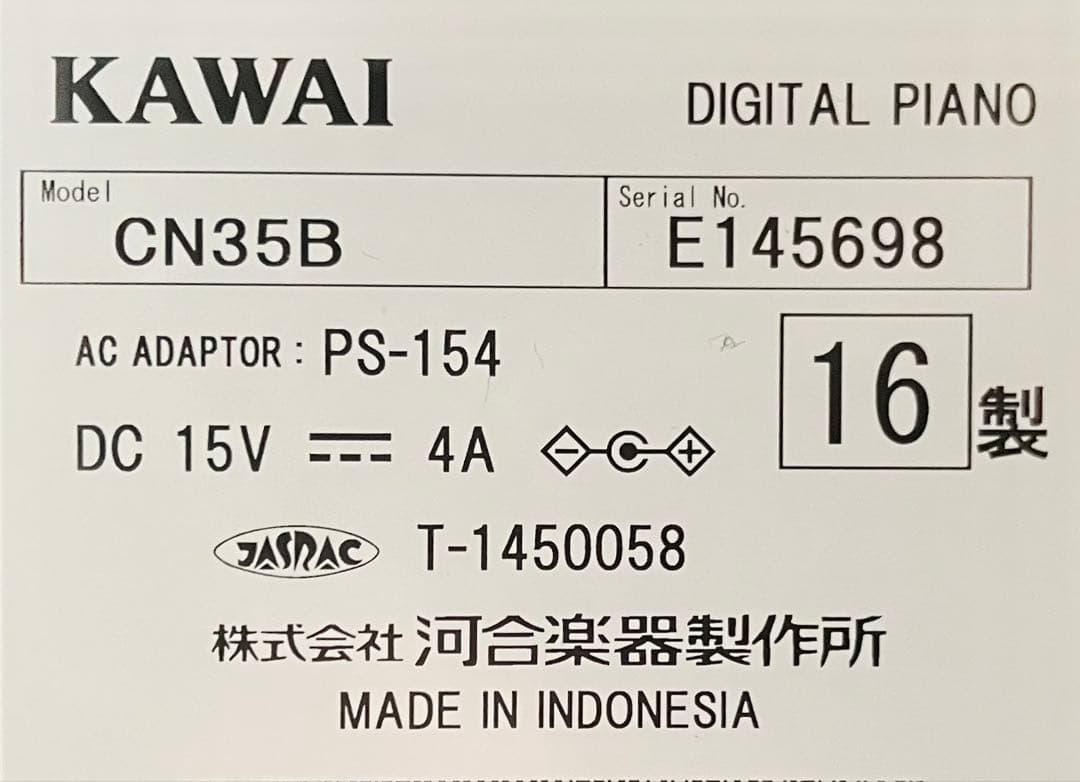 KAWAI DIGITAL PIANO
Model Serial No.
CN35B E145698
AC ADAPTOR : PS-154
16 製
DC 15V 4A
JASRAC T-1450058
株式会社 河合楽器製作所
MADE IN INDONESIA